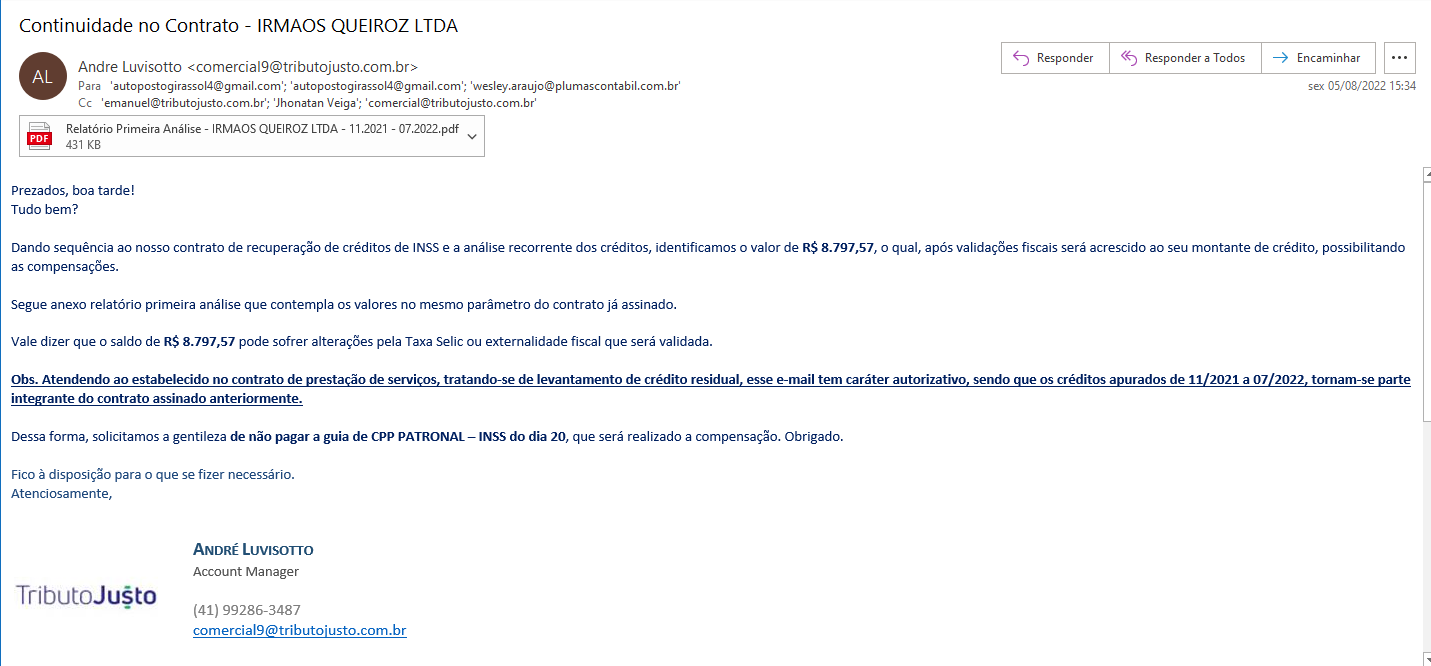 Continuidade no Contrato - IRMAOS QUEIROZ LTDA
AL
Andre Luvisotto <comercial9@tributojusto.com.br>
Para 'autopostogirassol4@gmail.com'; 'autopostogirassol4@gmail.com'; 'wesley.araujo@plumascontabil.com.br'
Cc 'emanuel@tributojusto.com.br'; 'Jhonatan Veiga'; 'comercial@tributojusto.com.br'
Responder
Responder a Todos
Encaminhar
sex 05/08/2022 15:34
PDF
Relatório Primeira Análise - IRMAOS QUEIROZ LTDA - 11.2021 - 07.2022.pdf
431 KB
Prezados, boa tarde!
Tudo bem?
Dando sequência ao nosso contrato de recuperação de créditos de INSS e a análise recorrente dos créditos, identificamos o valor de R$ 8.797,57, o qual, após validações fiscais será acrescido ao seu montante de crédito, possibilitando
as compensações.
Segue anexo relatório primeira análise que contempla os valores no mesmo parâmetro do contrato já assinado.
Vale dizer que o saldo de R$ 8.797,57 pode sofrer alterações pela Taxa Selic ou externalidade fiscal que será validada.
Obs. Atendendo ao estabelecido no contrato de prestação de serviços, tratando-se de levantamento de crédito residual, esse e-mail tem caráter autorizativo, sendo que os créditos apurados de 11/2021 a 07/2022, tornam-se parte
integrante do contrato assinado anteriormente.
Dessa forma, solicitamos a gentileza de não pagar a guia de CPP PATRONAL – INSS do dia 20, que será realizado a compensação. Obrigado.
Fico à disposição para o que se fizer necessário.
Atenciosamente,
ANDRÉ LUVISOTTO
Account Manager
TributoJusto
(41) 99286-3487
comercial9@tributojusto.com.br